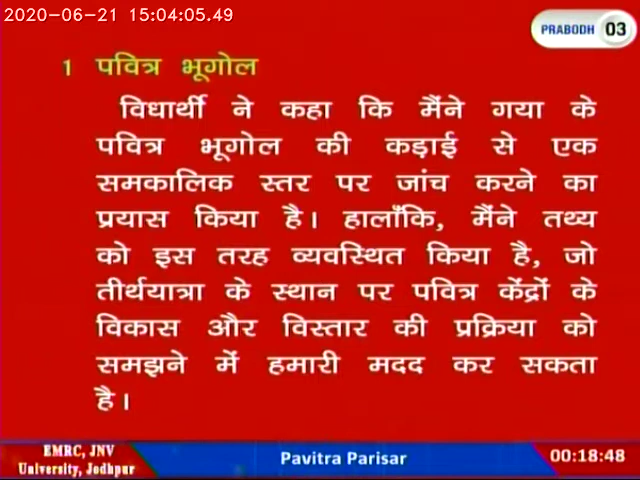 2020-06-21 15:04:05.49
PRABODH 03
1 पवित्र भूगोल
विधार्थी ने कहा कि मैंने गया के
पवित्र भूगोल की कड़ाई से एक
समकालिक स्तर पर जांच करने का
प्रयास किया है। हालाँकि, मैंने तथ्य
को इस तरह व्यवस्थित किया है, जो
तीर्थयात्रा के स्थान पर पवित्र केंद्रों के
विकास और विस्तार की प्रक्रिया को
समझने में हमारी मदद कर सकता
है।
EMRC, JNV
University, Jodhpur
Pavitra Parisar
00:18:48